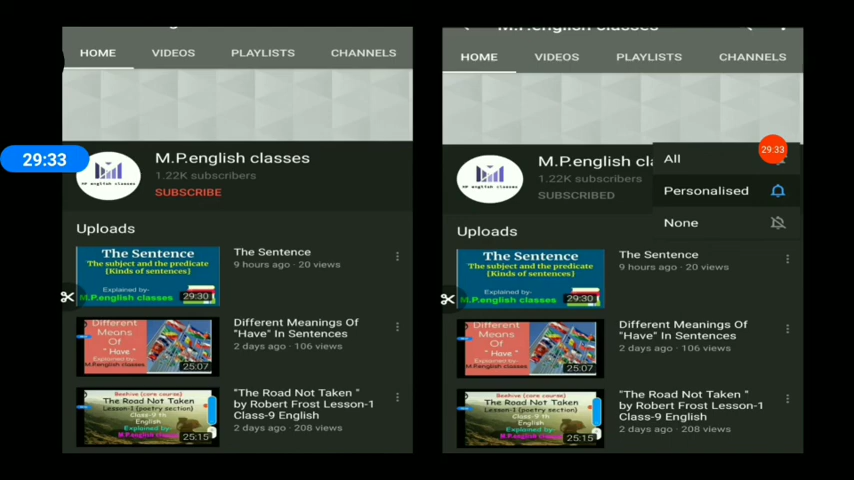 HOME VIDEOS PLAYLISTS CHANNELS
29:33
M.P.english classes
1.22K subscribers
SUBSCRIBE
MP english classes
Uploads
The Sentence
The subject and the predicate
{Kinds of sentences}
Explained by-
M.P.english classes
29:30
The Sentence
9 hours ago · 20 views
Different
Means
Of
" Have "
Explained by-
M.P.english classes
25:07
Different Meanings Of
"Have" In Sentences
2 days ago · 106 views
Beehive (core course)
The Road Not Taken
Lesson-1 (poetry section)
Class-9 th
English
Explained by-
M.P.english classes
25:15
"The Road Not Taken "
by Robert Frost Lesson-1
Class-9 English
2 days ago · 208 views
M.P.english classes
HOME VIDEOS PLAYLISTS CHANNELS
M.P.english cla
1.22K subscribers
SUBSCRIBED
MP english classes
29:33
All
Personalised
None
Uploads
The Sentence
The subject and the predicate
{Kinds of sentences}
Explained by-
M.P.english classes
29:30
The Sentence
9 hours ago · 20 views
Different
Means
Of
" Have "
Explained by-
M.P.english classes
25:07
Different Meanings Of
"Have" In Sentences
2 days ago · 106 views
Beehive (core course)
The Road Not Taken
Lesson-1 (poetry section)
Class-9 th
English
Explained by-
M.P.english classes
25:15
"The Road Not Taken "
by Robert Frost Lesson-1
Class-9 English
2 days ago · 208 views